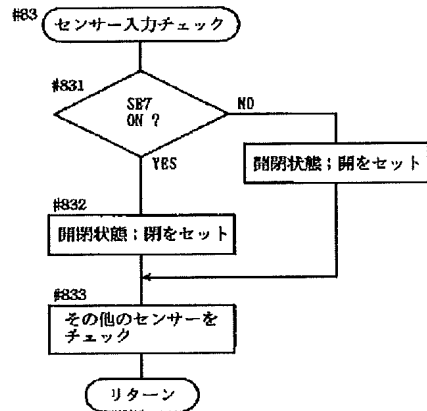 #83
センサー入力チェック
#831
SE7
ON ?
NO
YES
開閉状態;開をセット
#832
開閉状態;閉をセット
#833
その他のセンサーを
チェック
リターン